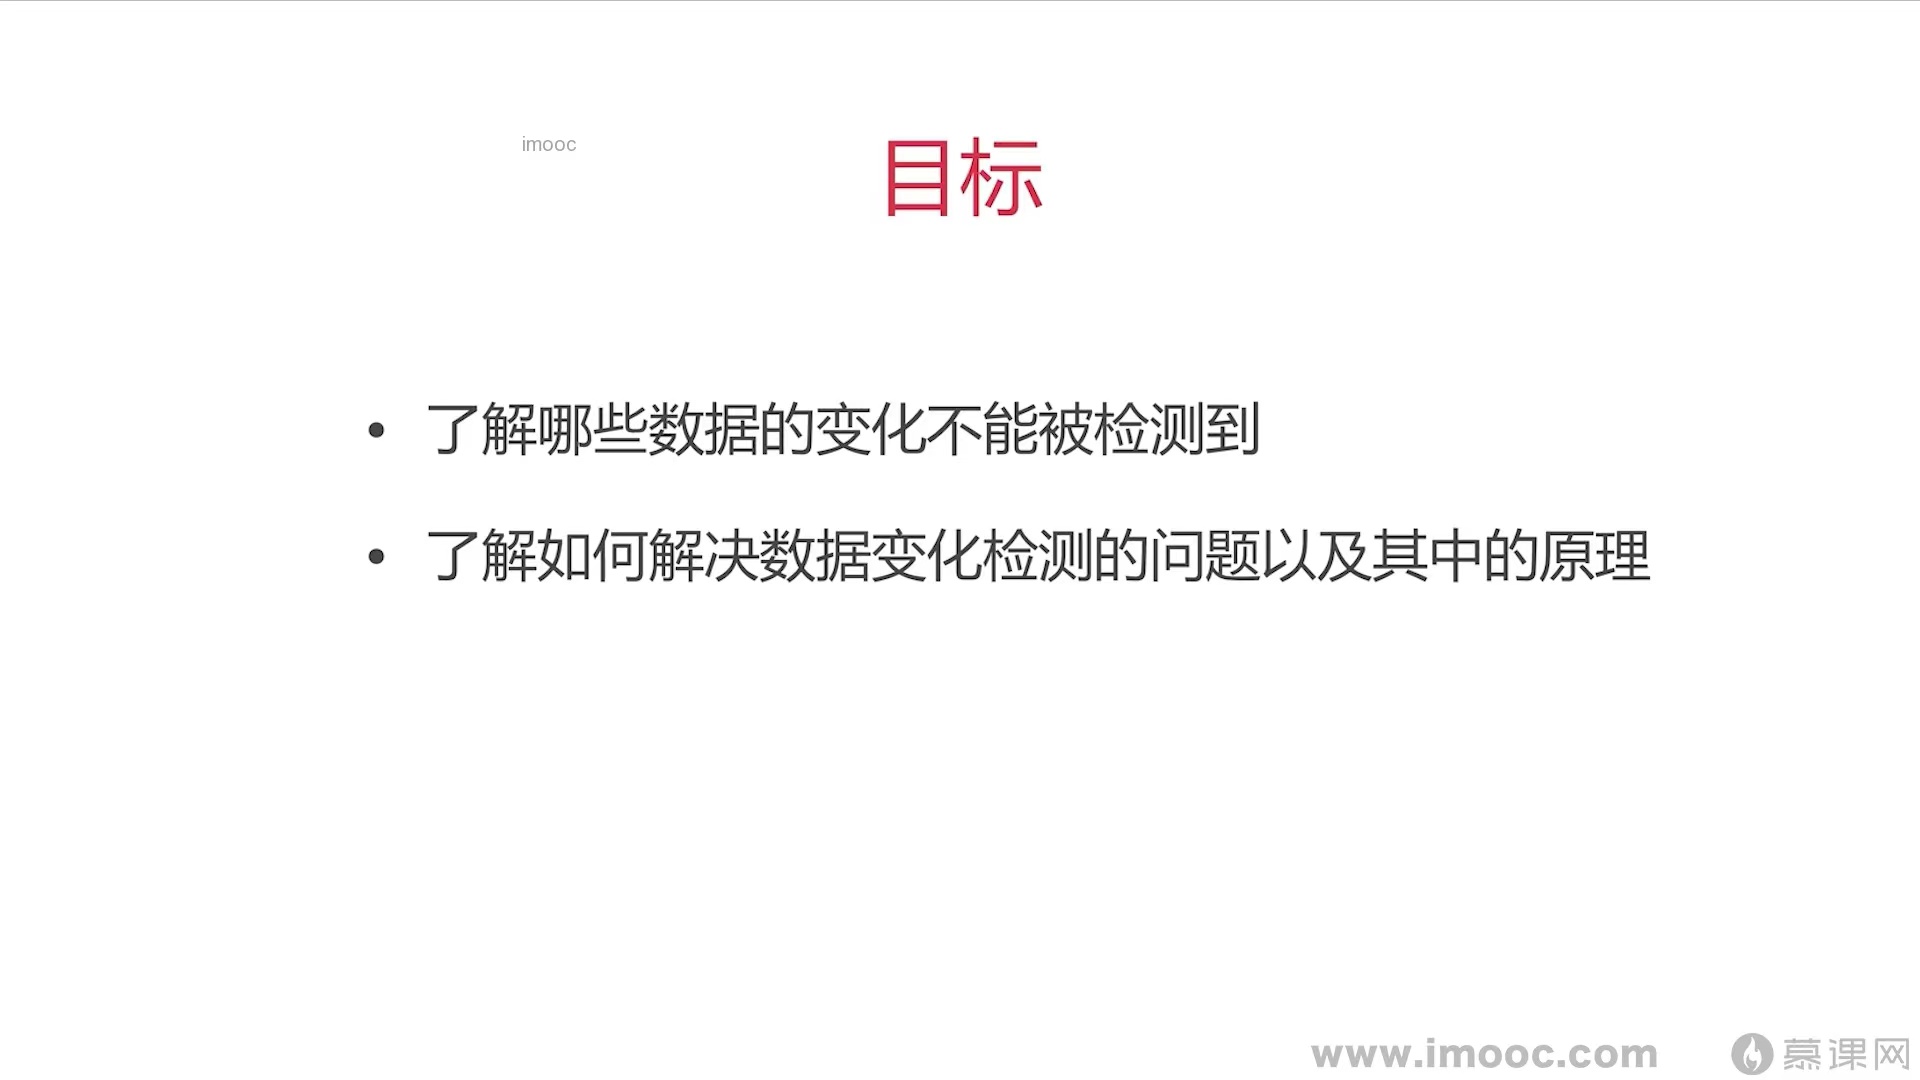 imooc
目标
• 了解哪些数据的变化不能被检测到
• 了解如何解决数据变化检测的问题以及其中的原理
www.imooc.com 慕课网